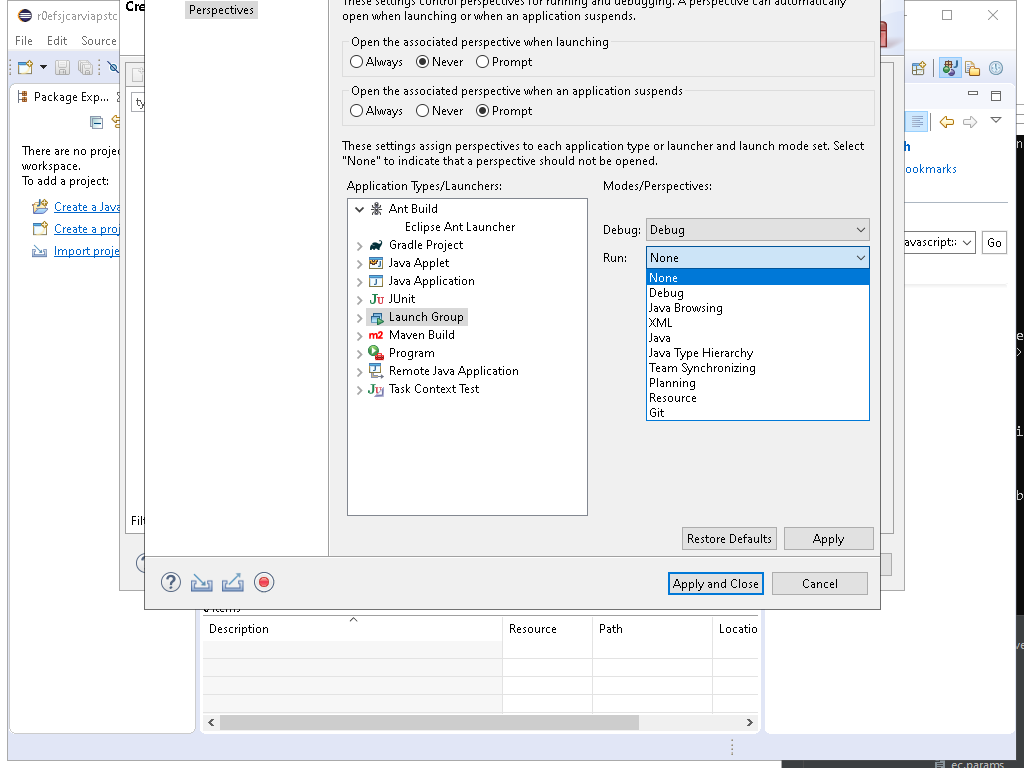 r0efsjcarviapstc
Cre
Perspectives
These settings control perspectives for running and debugging. A perspective can automatically
open when launching or when an application suspends.
File Edit Source
Open the associated perspective when launching
Always Never Prompt
Package Exp...
Open the associated perspective when an application suspends
ty
Always Never Prompt
There are no proje
workspace.
To add a project:
Create a Java
Create a proj
Import proje
These settings assign perspectives to each application type or launcher and launch mode set. Select
"None" to indicate that a perspective should not be opened.
h
ookmarks
Application Types/Launchers:
Modes/Perspectives:
Ant Build
Eclipse Ant Launcher
Gradle Project
Java Applet
Java Application
JUnit
Launch Group
Maven Build
Program
Remote Java Application
Task Context Test
Debug: Debug
Run: None
None
Debug
Java Browsing
XML
Java
Java Type Hierarchy
Team Synchronizing
Planning
Resource
Git
avascript:
Go
Filt
Restore Defaults
Apply
Apply and Close
Cancel
0 items
Description
Resource
Path
Locatio
ec.params